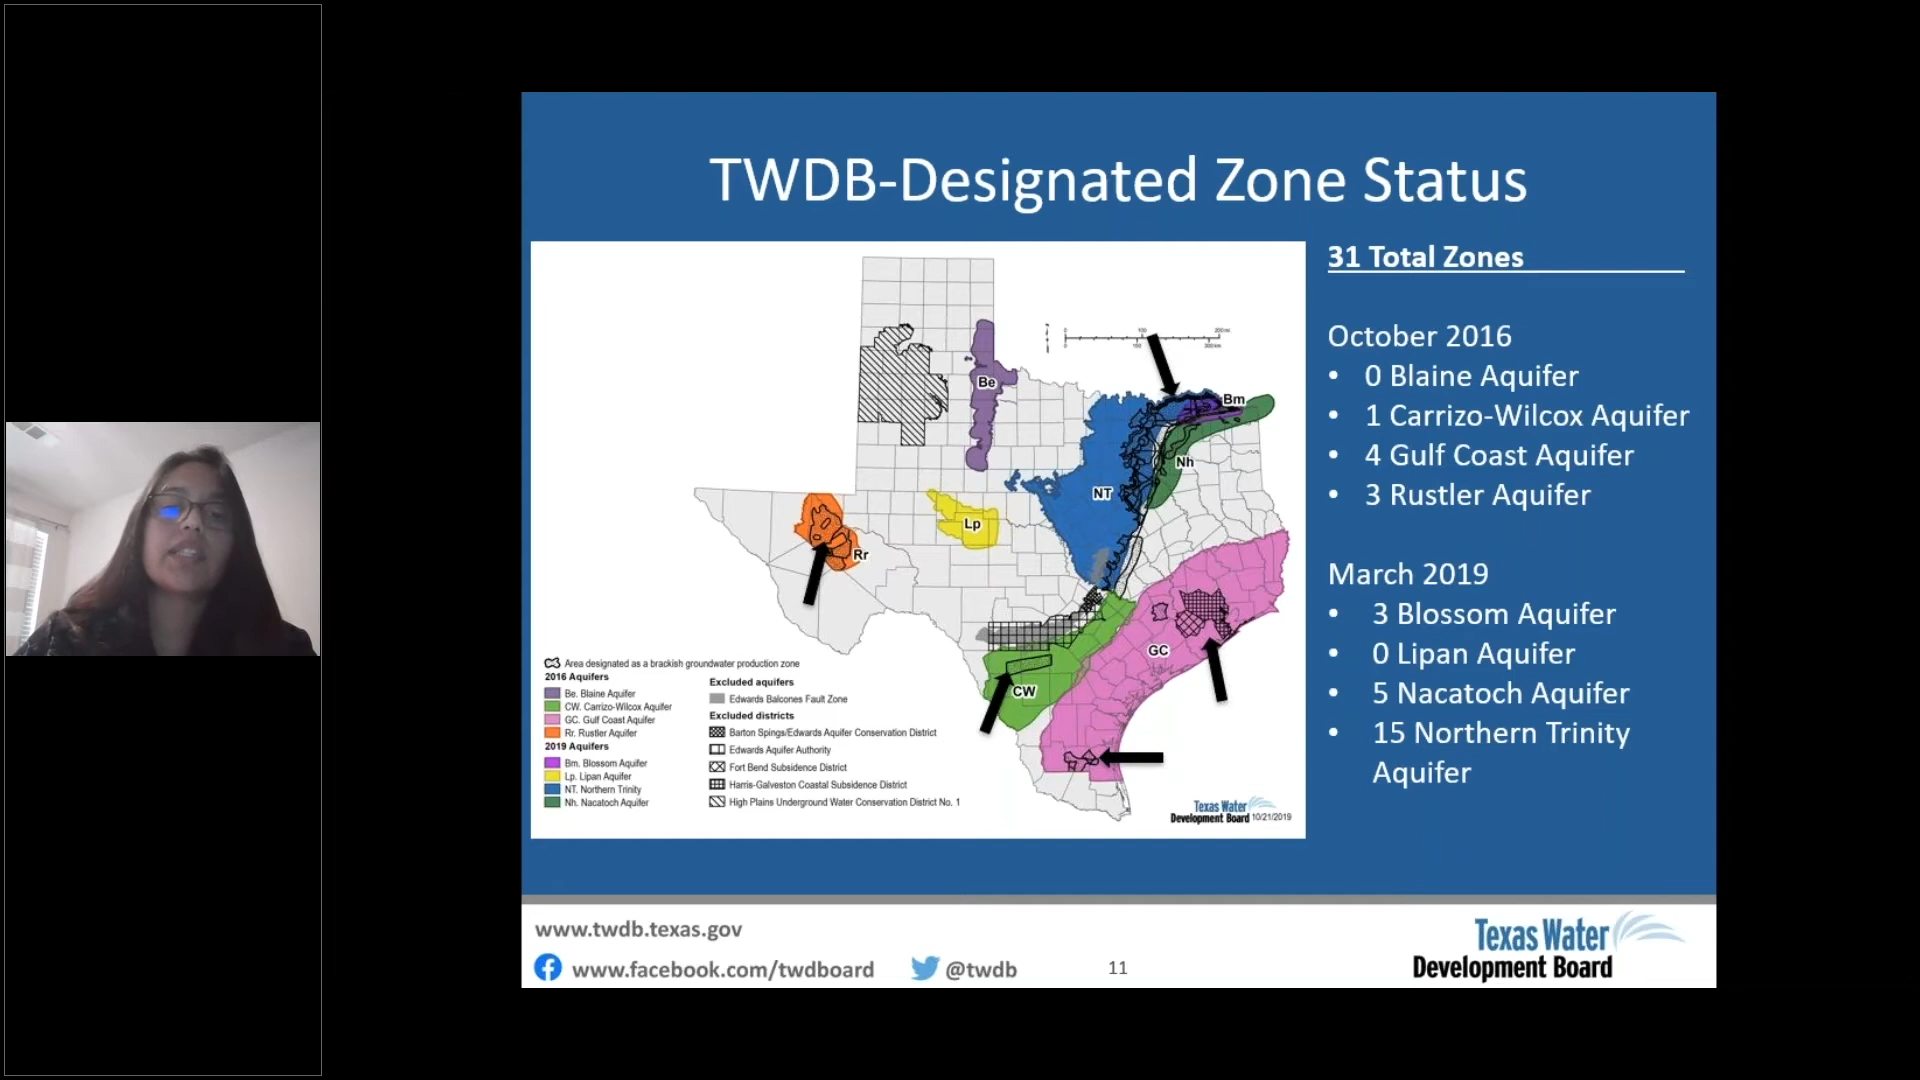 TWDB-Designated Zone Status
31 Total Zones
October 2016
• 0 Blaine Aquifer
• 1 Carrizo-Wilcox Aquifer
• 4 Gulf Coast Aquifer
• 3 Rustler Aquifer
March 2019
• 3 Blossom Aquifer
• 0 Lipan Aquifer
• 5 Nacatoch Aquifer
• 15 Northern Trinity
Aquifer
Be
Bm
Nh
NT
Lp
Rr
GC
CW
Area designated as a brackish groundwater production zone
2016 Aquifers
Be. Blaine Aquifer
CW. Carrizo-Wilcox Aquifer
GC. Gulf Coast Aquifer
Rr. Rustler Aquifer
2019 Aquifers
Bm. Blossom Aquifer
Lp. Lipan Aquifer
NT. Northern Trinity
Nh. Nacatoch Aquifer
Excluded aquifers
Edwards Balcones Fault Zone
Excluded districts
Barton Spings/Edwards Aquifer Conservation District
Edwards Aquifer Authority
Fort Bend Subsidence District
Harris-Galveston Coastal Subsidence District
High Plains Underground Water Conservation District No. 1
Texas Water
Development Board 10/21/2019
www.twdb.texas.gov
www.facebook.com/twdboard
@twdb
11
Texas Water
Development Board